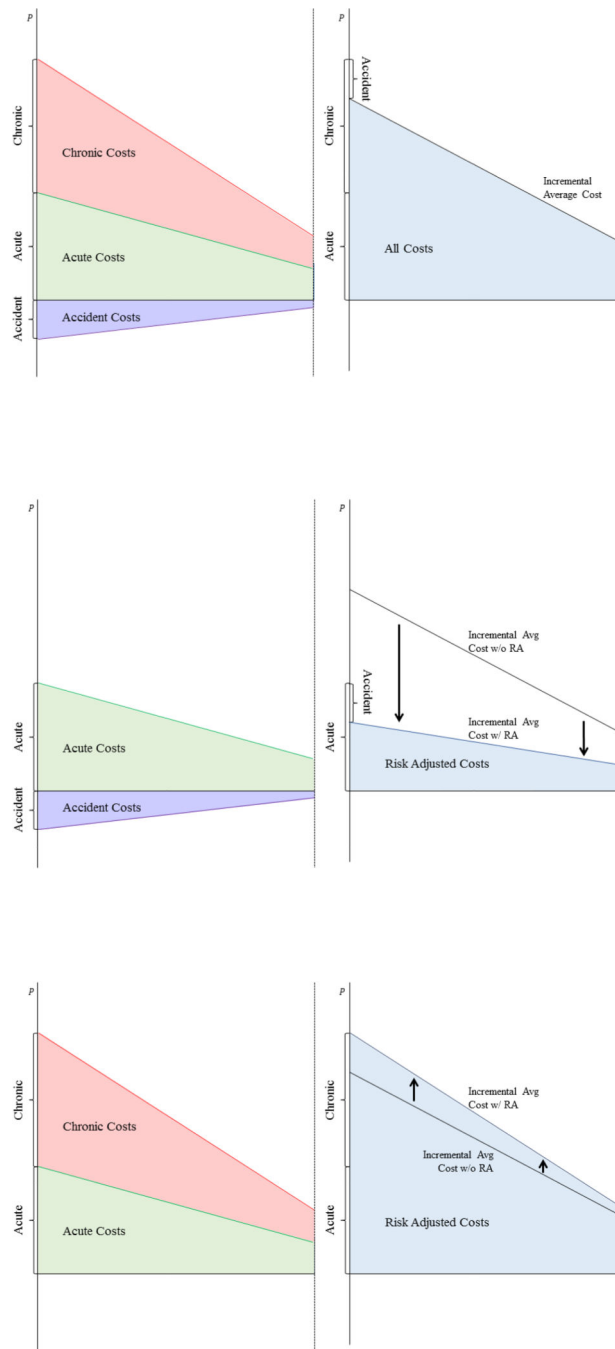 P
Chronic
Chronic Costs
Acute
Acute Costs
Accident
Accident Costs
P
Accident
Chronic
Incremental
Average Cost
Acute
All Costs
P
Acute
Acute Costs
Accident
Accident Costs
P
Incremental Avg
Cost w/o RA
Accident
Acute
Incremental Avg
Cost w/ RA
Risk Adjusted Costs
P
Chronic
Chronic Costs
Acute
Acute Costs
P
Chronic
Incremental Avg
Cost w/ RA
Incremental Avg
Cost w/o RA
Acute
Risk Adjusted Costs